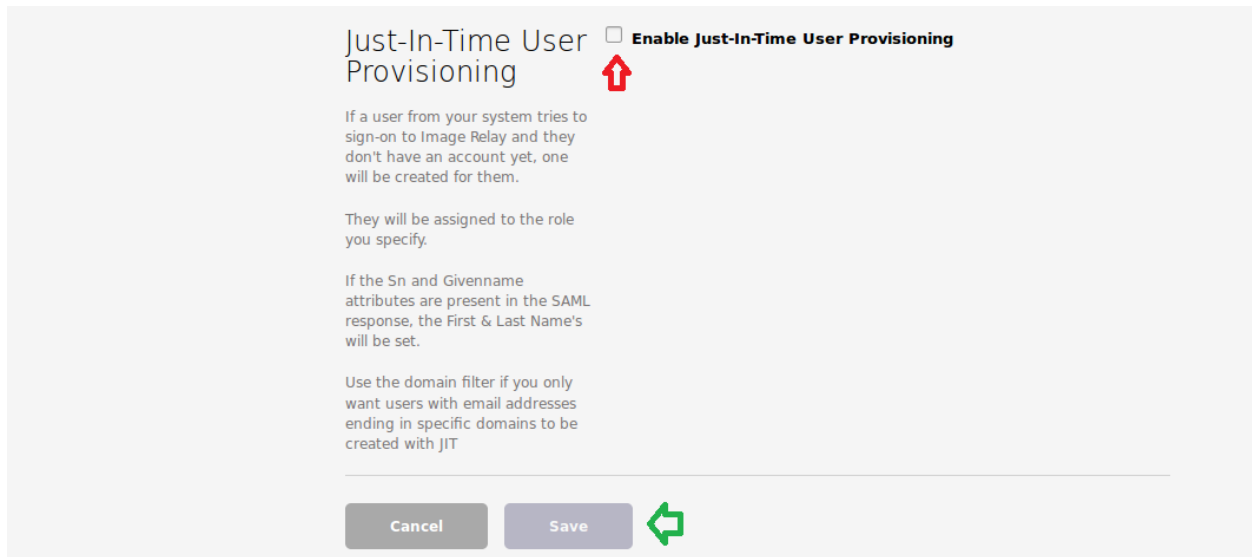 Just-In-Time User
Provisioning
Enable Just-In-Time User Provisioning
If a user from your system tries to
sign-on to Image Relay and they
don't have an account yet, one
will be created for them.
They will be assigned to the role
you specify.
If the Sn and Givenname
attributes are present in the SAML
response, the First & Last Name's
will be set.
Use the domain filter if you only
want users with email addresses
ending in specific domains to be
created with JIT
Cancel
Save